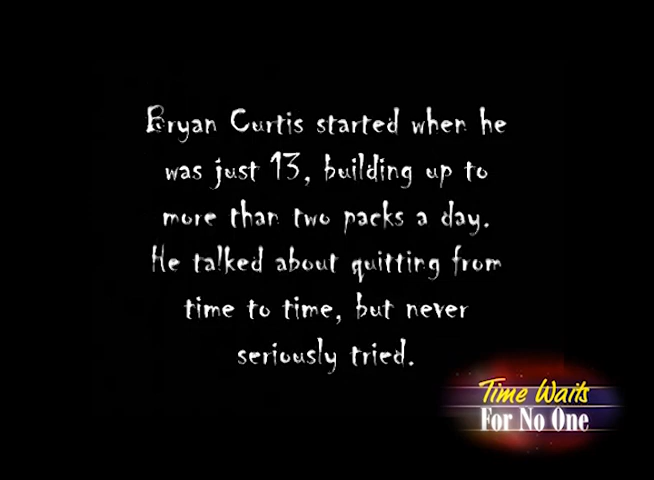 Bryan Curtis started when he
was just 13, building up to
more than two packs a day.
He talked about quitting from
time to time, but never
seriously tried.
Time Waits
For No One